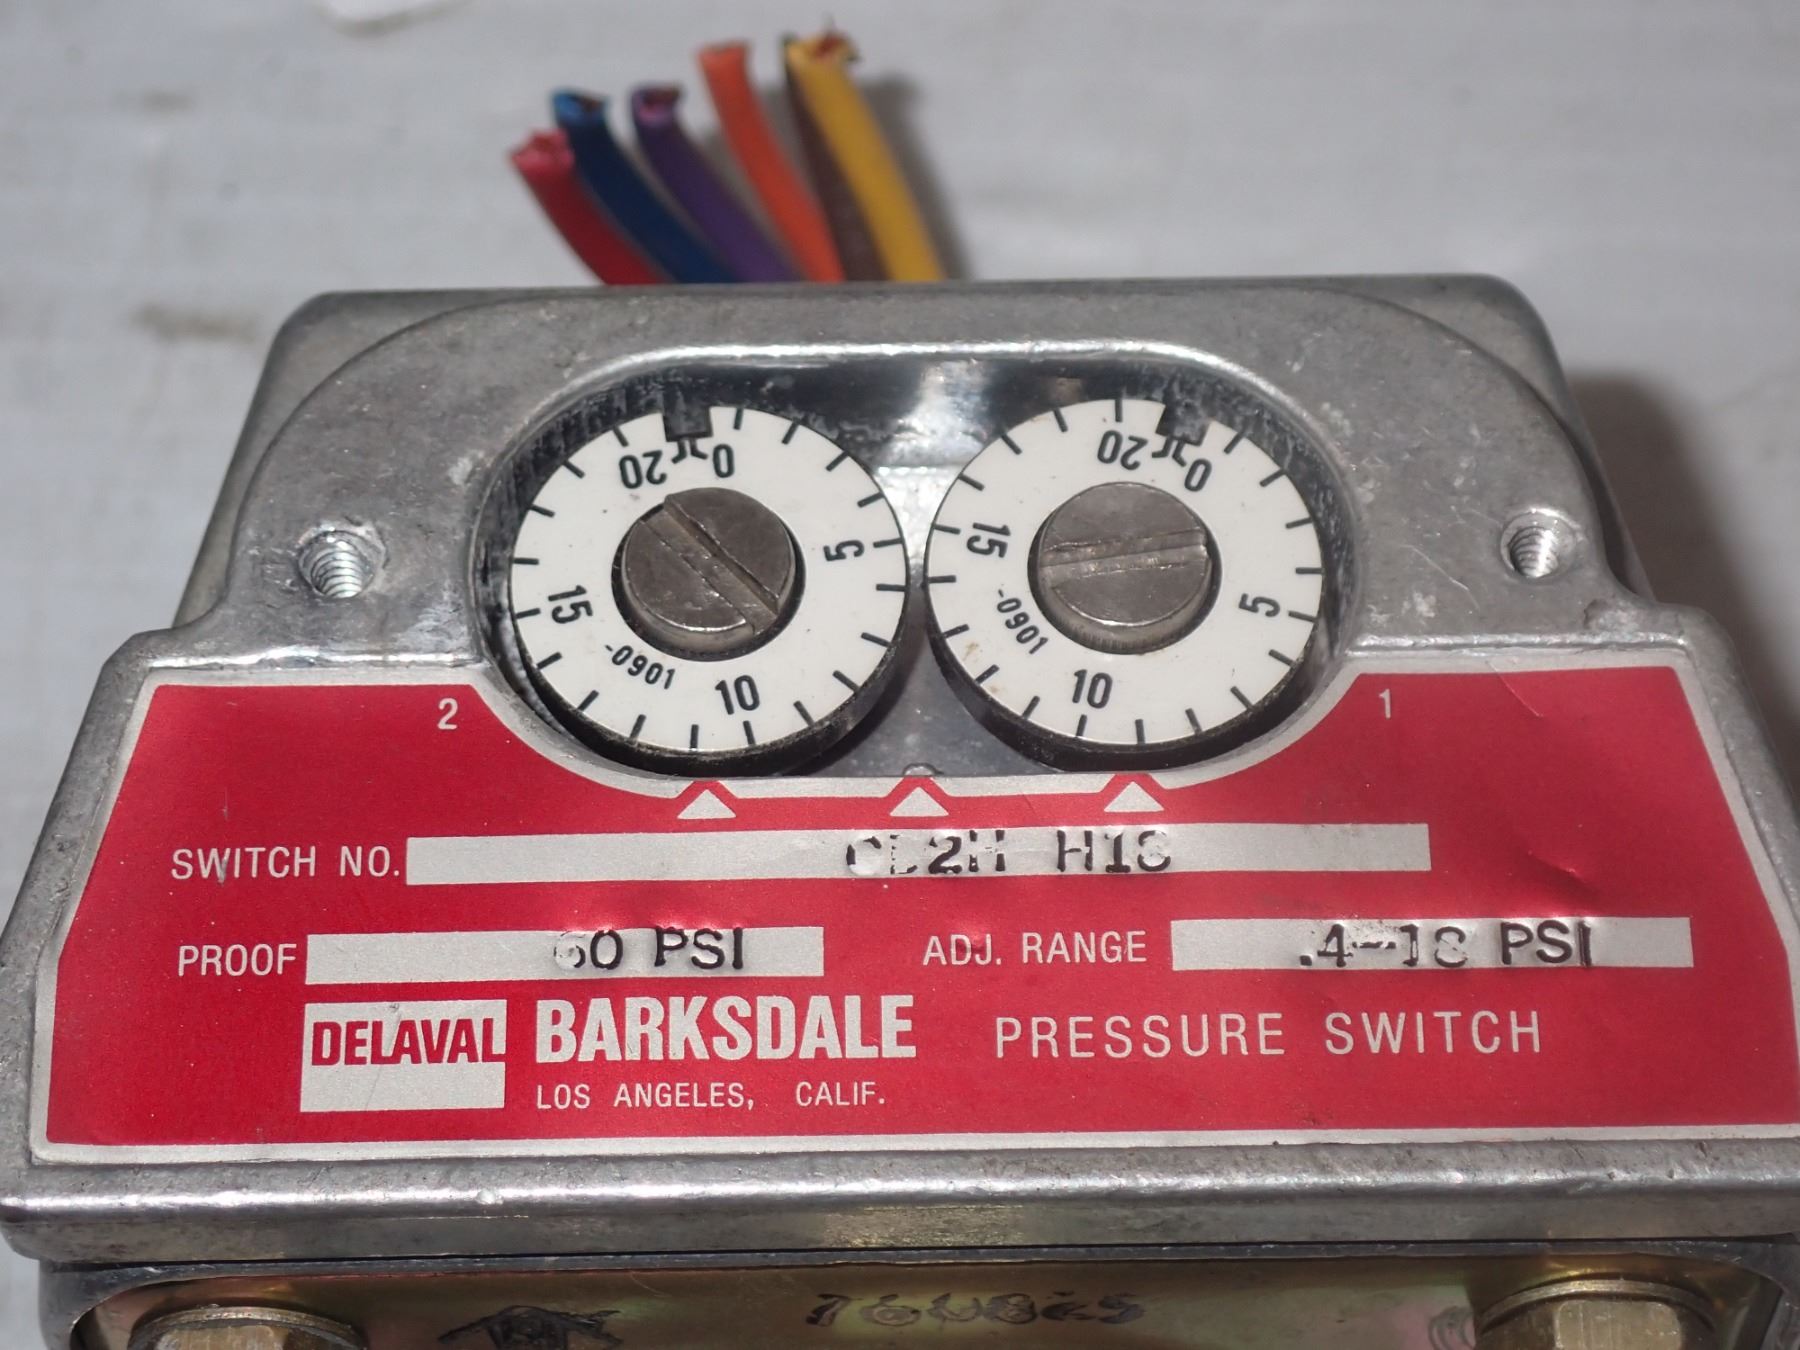 0 5 10 15 20
-0901
0 5 10 15 20
-0901
2 1
SWITCH NO. H18
PROOF 60 PSI ADJ. RANGE .4-18 PSI
DELAVAL BARKSDALE PRESSURE SWITCH
LOS ANGELES, CALIF.